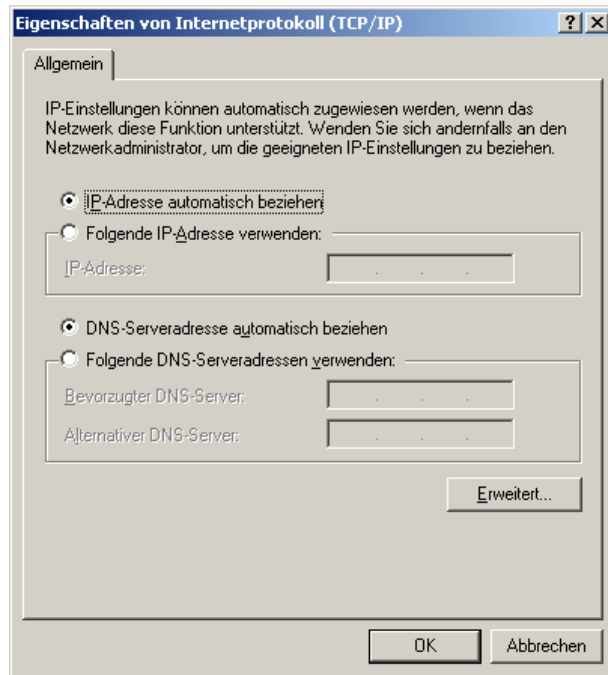 Eigenschaften von Internetprotokoll (TCP/IP)
Allgemein
IP-Einstellungen können automatisch zugewiesen werden, wenn das
Netzwerk diese Funktion unterstützt. Wenden Sie sich andernfalls an den
Netzwerkadministrator, um die geeigneten IP-Einstellungen zu beziehen.
IP-Adresse automatisch beziehen
Folgende IP-Adresse verwenden:
IP-Adresse:
DNS-Serveradresse automatisch beziehen
Folgende DNS-Serveradressen verwenden:
Bevorzugter DNS-Server:
Alternativer DNS-Server:
Erweitert...
OK
Abbrechen